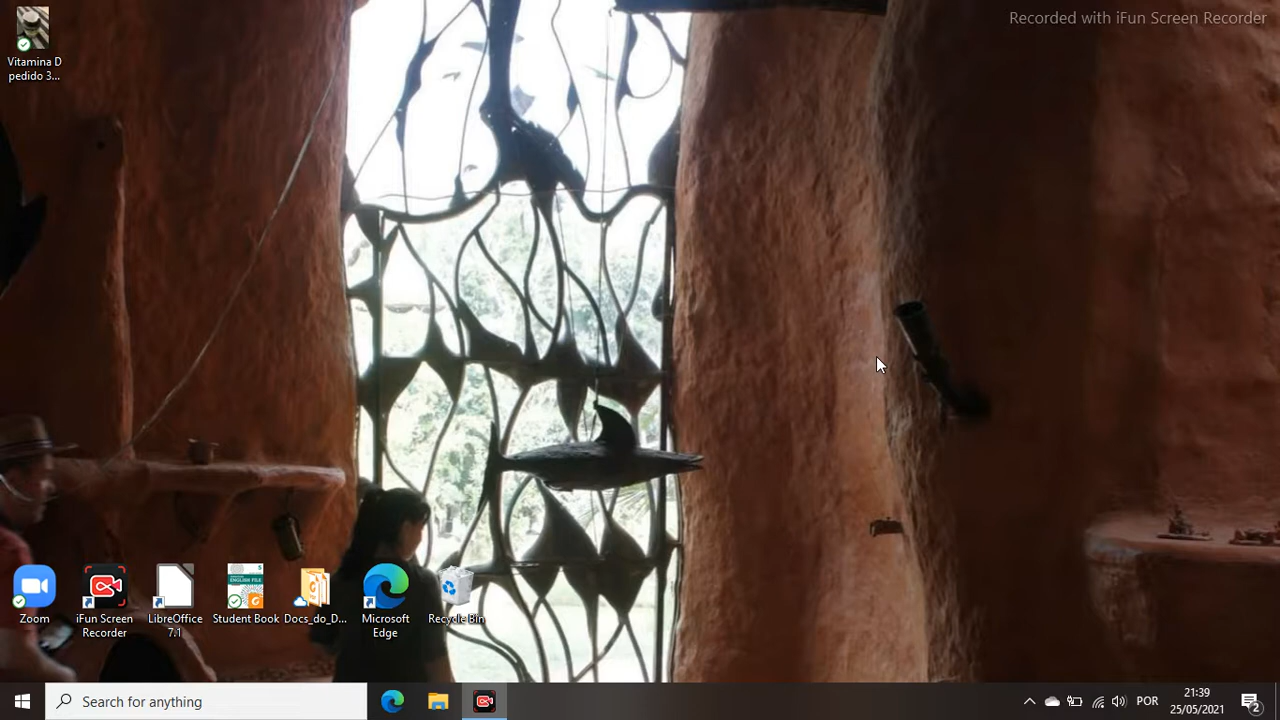 Recorded with iFun Screen Recorder
Vitamina D
pedido 3...
Zoom
iFun Screen
Recorder
LibreOffice
7.1
Student Book
Docs_do_D...
Microsoft
Edge
Recycle Bin
Search for anything
POR
21:39
25/05/2021
2